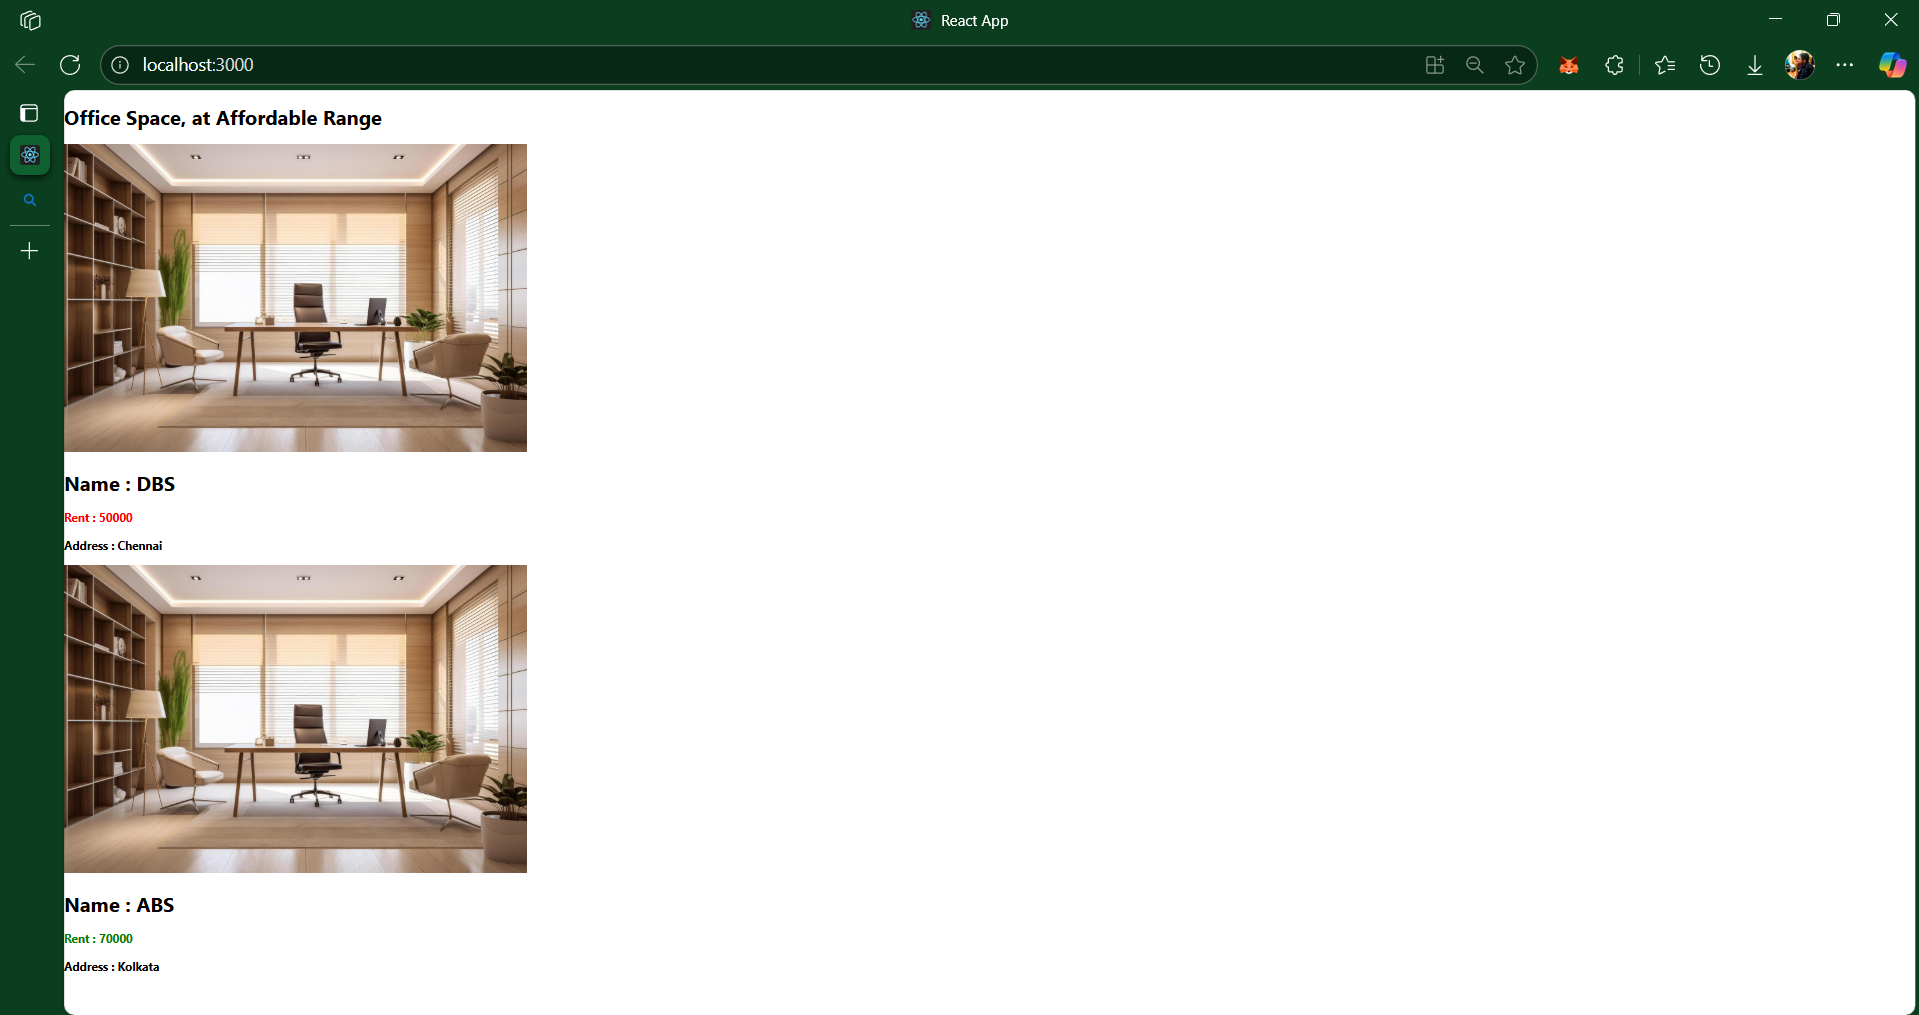 React App
localhost:3000
Office Space, at Affordable Range
Name : DBS
Rent : 50000
Address : Chennai
Name : ABS
Rent : 70000
Address : Kolkata